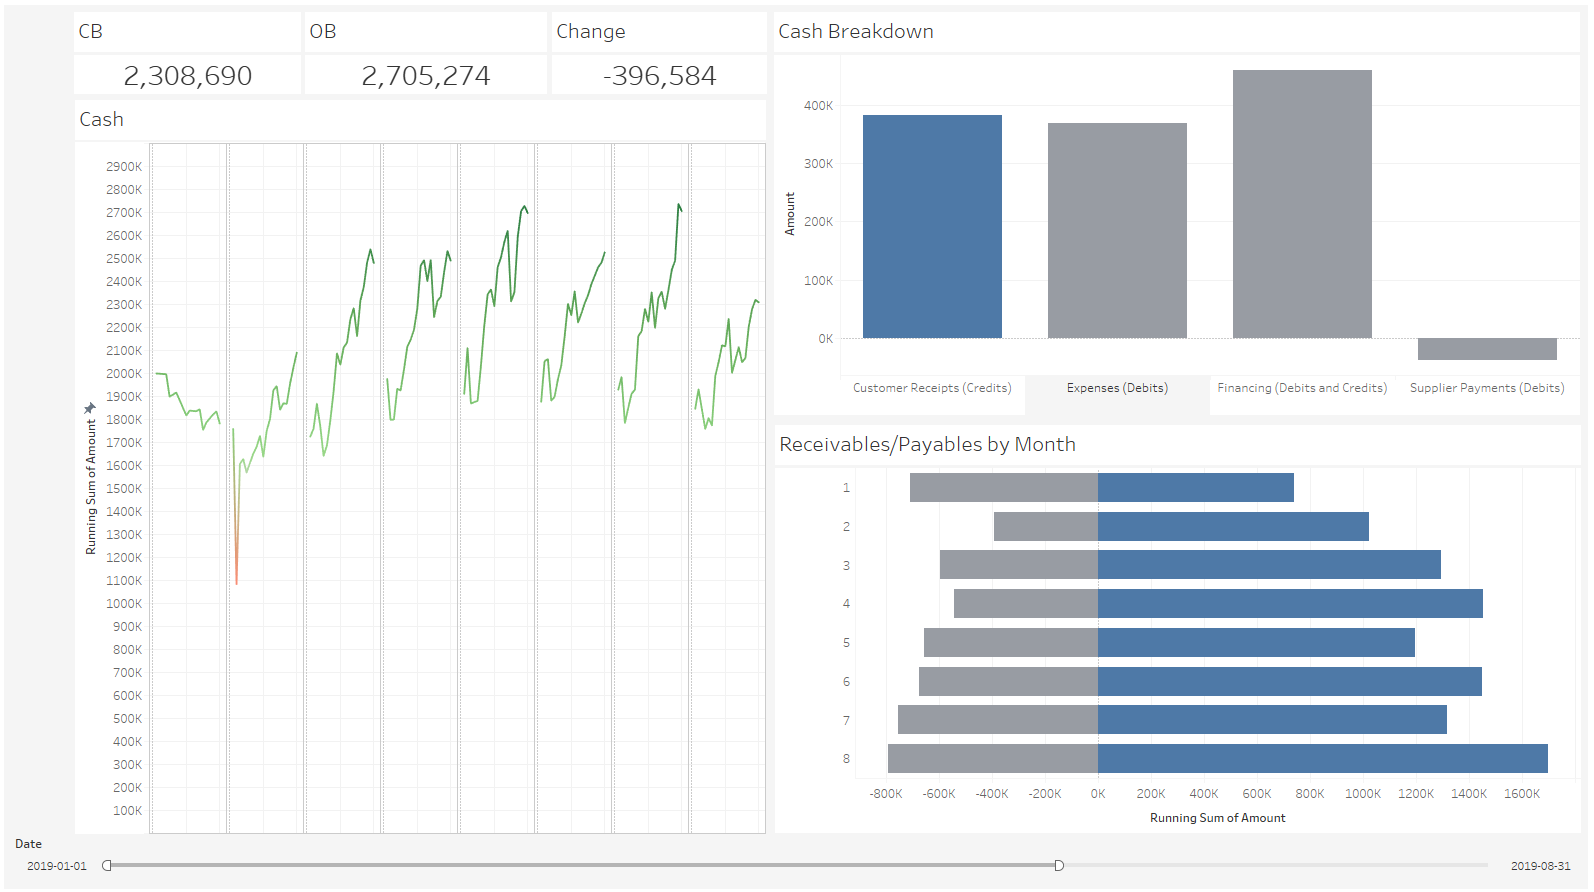 CB
OB
Change
2,308,690
2,705,274
-396,584
Cash
Running Sum of Amount
2900K
2800K
2700K
2600K
2500K
2400K
2300K
2200K
2100K
2000K
1900K
1800K
1700K
1600K
1500K
1400K
1300K
1200K
1100K
1000K
900K
800K
700K
600K
500K
400K
300K
200K
100K
Cash Breakdown
Amount
400K
300K
200K
100K
0K
Customer Receipts (Credits)
Expenses (Debits)
Financing (Debits and Credits)
Supplier Payments (Debits)
Receivables/Payables by Month
1
2
3
4
5
6
7
8
-800K
-600K
-400K
-200K
0K
200K
400K
600K
800K
1000K
1200K
1400K
1600K
Running Sum of Amount
Date
2019-01-01
2019-08-31